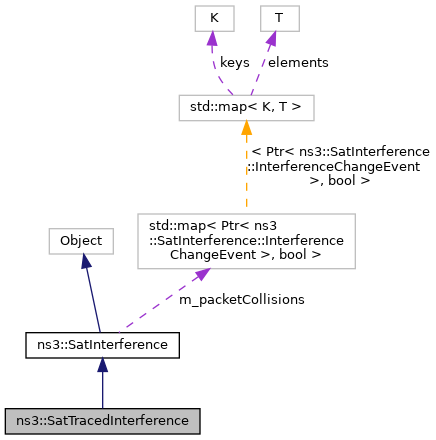 K
T
keys
elements
std::map< K, T >
< Ptr< ns3::SatInterference
::InterferenceChangeEvent
>, bool >
std::map< Ptr< ns3
::SatInterference::Interference
ChangeEvent >, bool >
Object
m_packetCollisions
ns3::SatInterference
ns3::SatTracedInterference